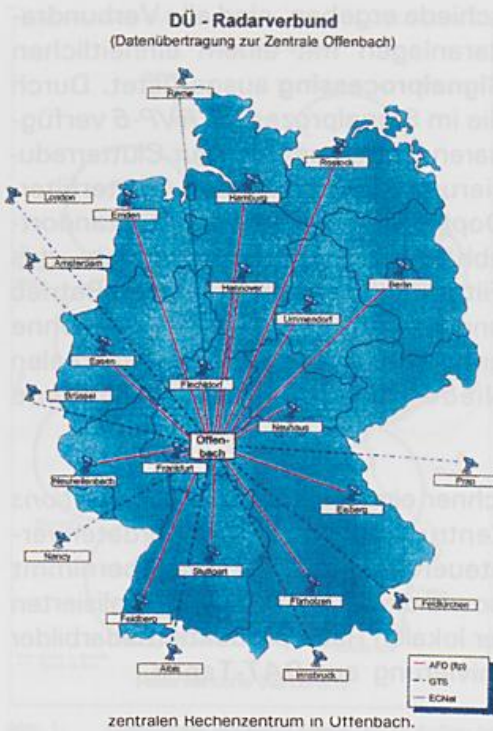 DÜ - Radarverbund
(Datenübertragung zur Zentrale Offenbach)
Rømø
Rostock
London
Emden
Hamburg
Amsterdam
Hannover
Berlin
Ummendorf
Essen
Flechtdorf
Brüssel
Neuhaus
Offen-
bach
Frankfurt
Neuheilenbach
Prag
Eisberg
Nancy
Stuttgart
Feldberg
Fürholzen
Feldkirchen
Albis
Innsbruck
AFD (ftp)
GTS
ECNet
zentralen Rechenzentrum in Offenbach.